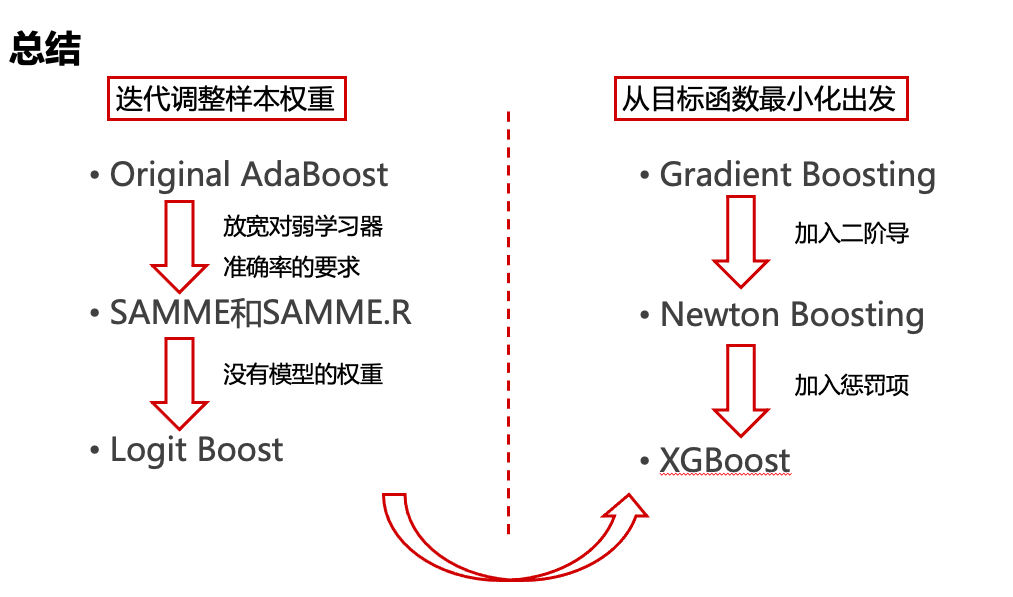 总结
迭代调整样本权重
• Original AdaBoost
放宽对弱学习器
准确率的要求
• SAMME和SAMME.R
没有模型的权重
• Logit Boost
从目标函数最小化出发
• Gradient Boosting
加入二阶导
• Newton Boosting
加入惩罚项
• XGBoost